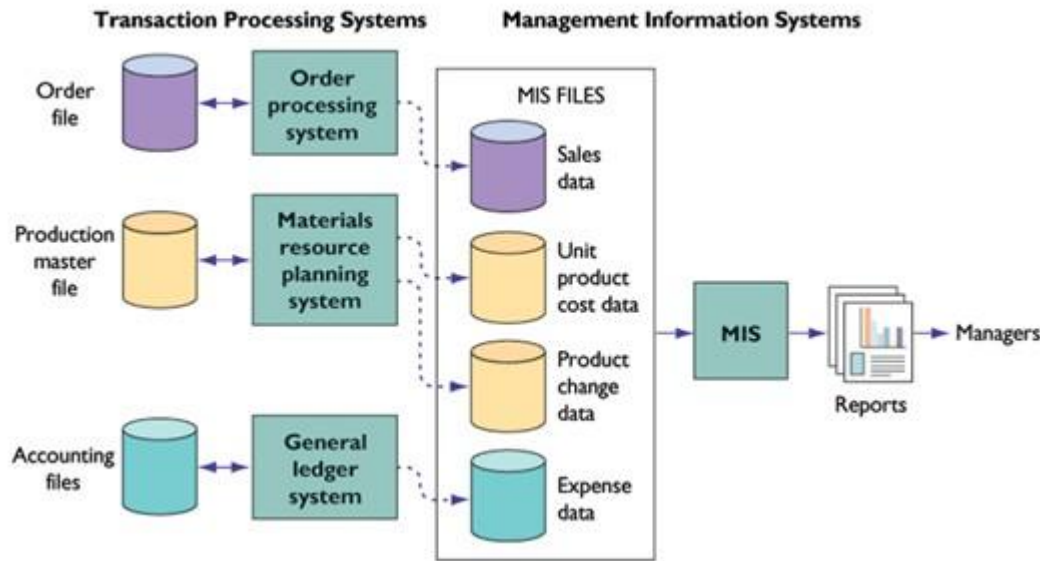 Transaction Processing Systems
Management Information Systems
Order
file
Order
processing
system
MIS FILES
Sales
data
Production
master
file
Materials
resource
planning
system
Unit
product
cost data
Product
change
data
MIS
Reports
Managers
Accounting
files
General
ledger
system
Expense
data